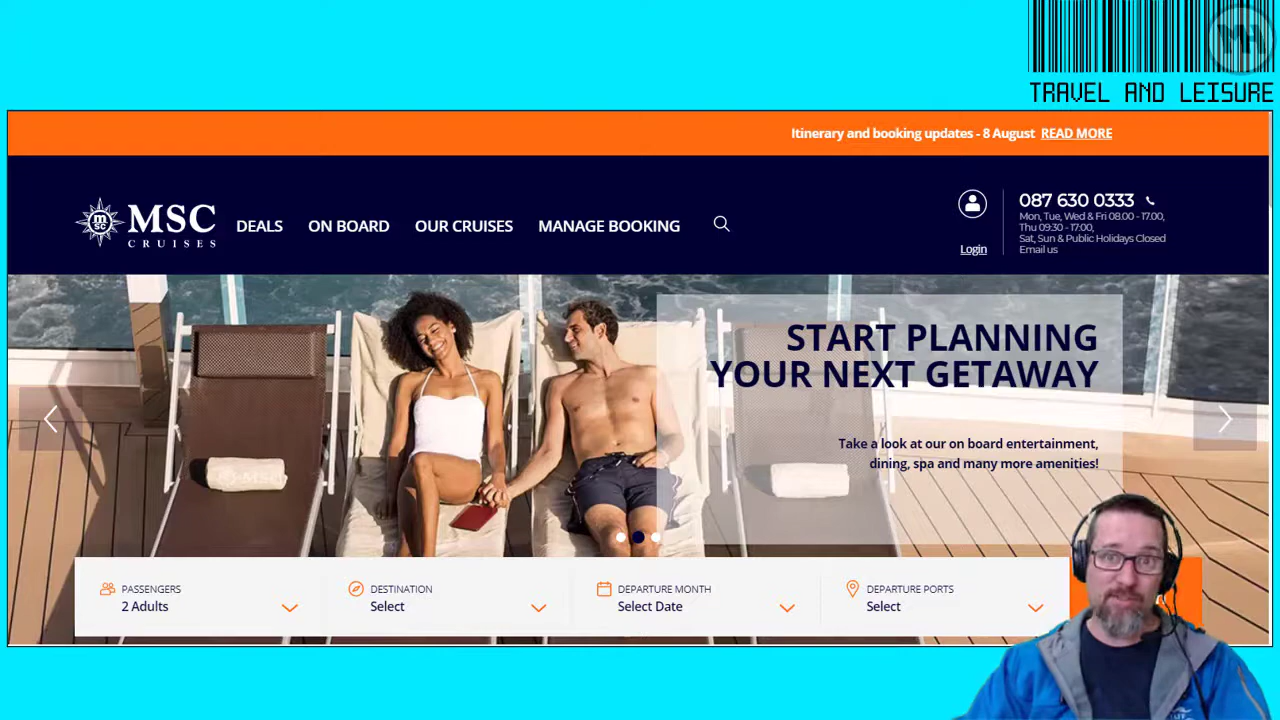 TRAVEL AND LEISURE
Itinerary and booking updates - 8 August READ MORE
MSC
CRUISES
DEALS
ON BOARD
OUR CRUISES
MANAGE BOOKING
Login
087 630 0333
Mon, Tue, Wed & Fri 08.00 - 17.00,
Thu 09:30 - 17:00,
Sat, Sun & Public Holidays Closed
Email us
START PLANNING
YOUR NEXT GETAWAY
Take a look at our on board entertainment,
dining, spa and many more amenities!
PASSENGERS
2 Adults
DESTINATION
Select
DEPARTURE MONTH
Select Date
DEPARTURE PORTS
Select